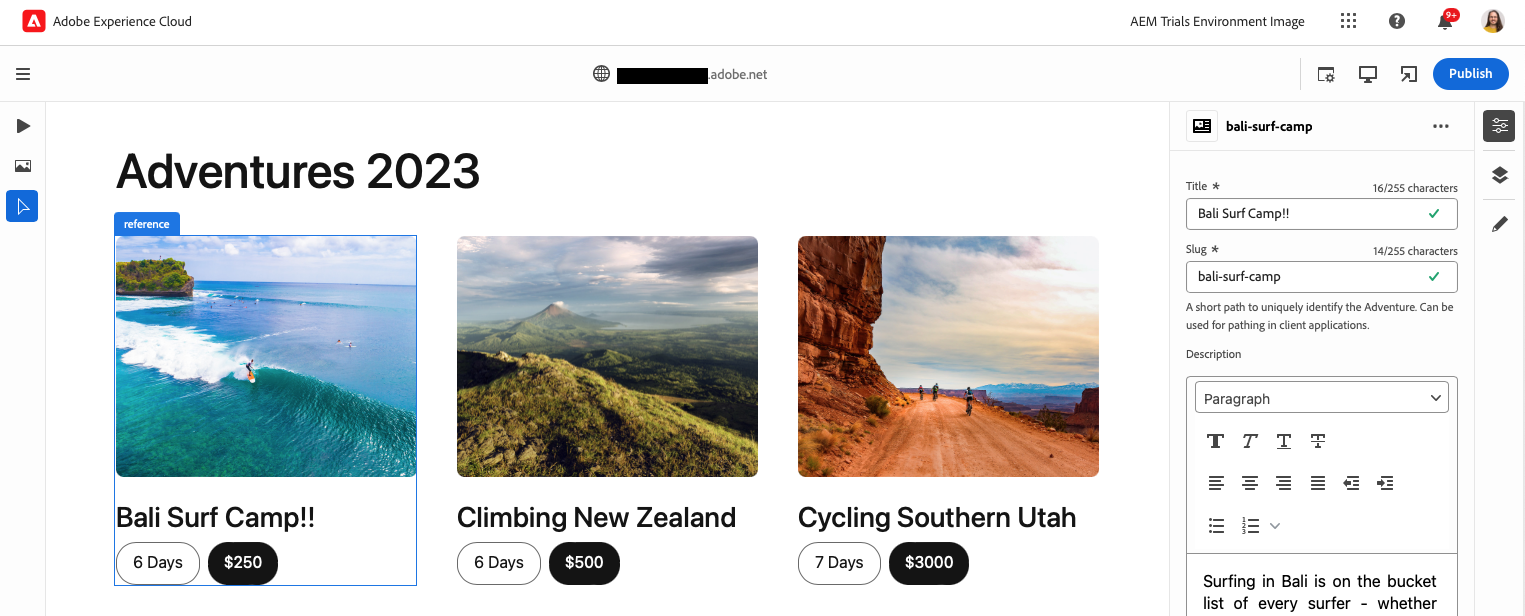 Adobe Experience Cloud
AEM Trials Environment Image
9+
.adobe.net
Publish
Adventures 2023
reference
Bali Surf Camp!!
6 Days
$250
Climbing New Zealand
6 Days
$500
Cycling Southern Utah
7 Days
$3000
bali-surf-camp
Title *
16/255 characters
Bali Surf Camp!!
Slug *
14/255 characters
bali-surf-camp
A short path to uniquely identify the Adventure. Can be
used for pathing in client applications.
Description
Paragraph
Surfing in Bali is on the bucket
list of every surfer - whether